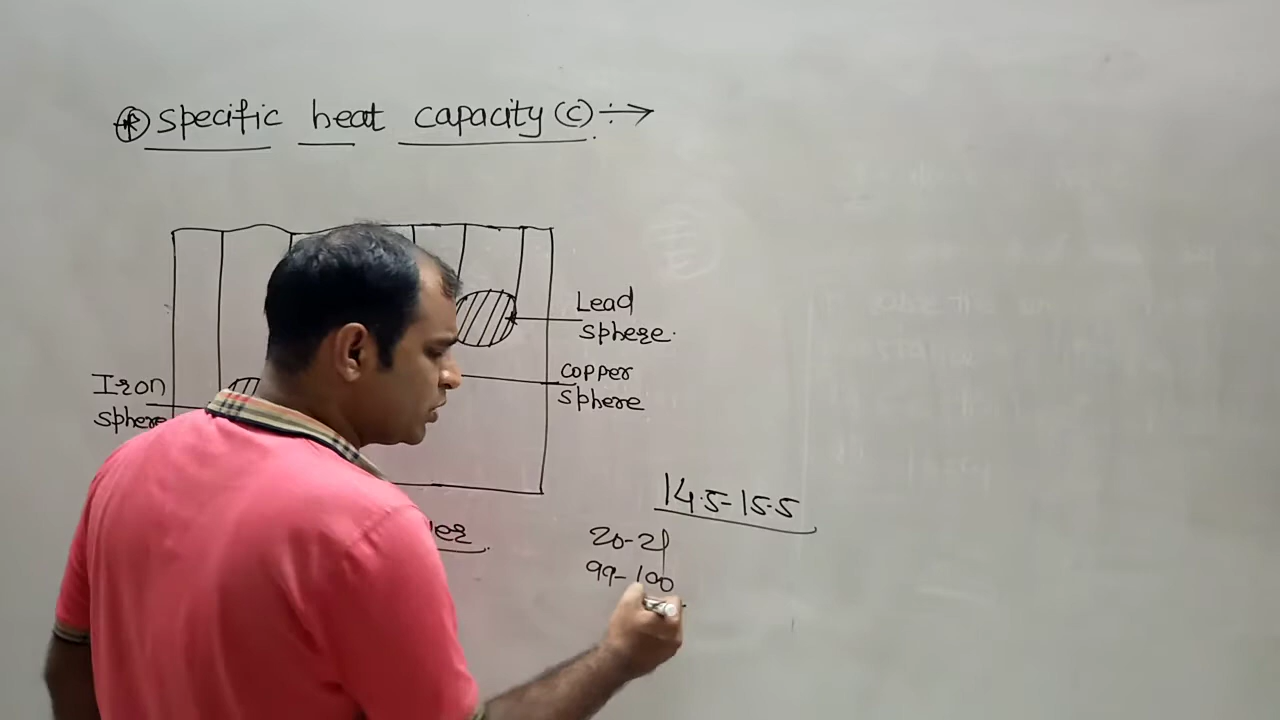 * specific heat capacity (c) ÷→
Lead
sphere.
copper
sphere
Iron
sphere
14.5-15.5
20-21
99-100